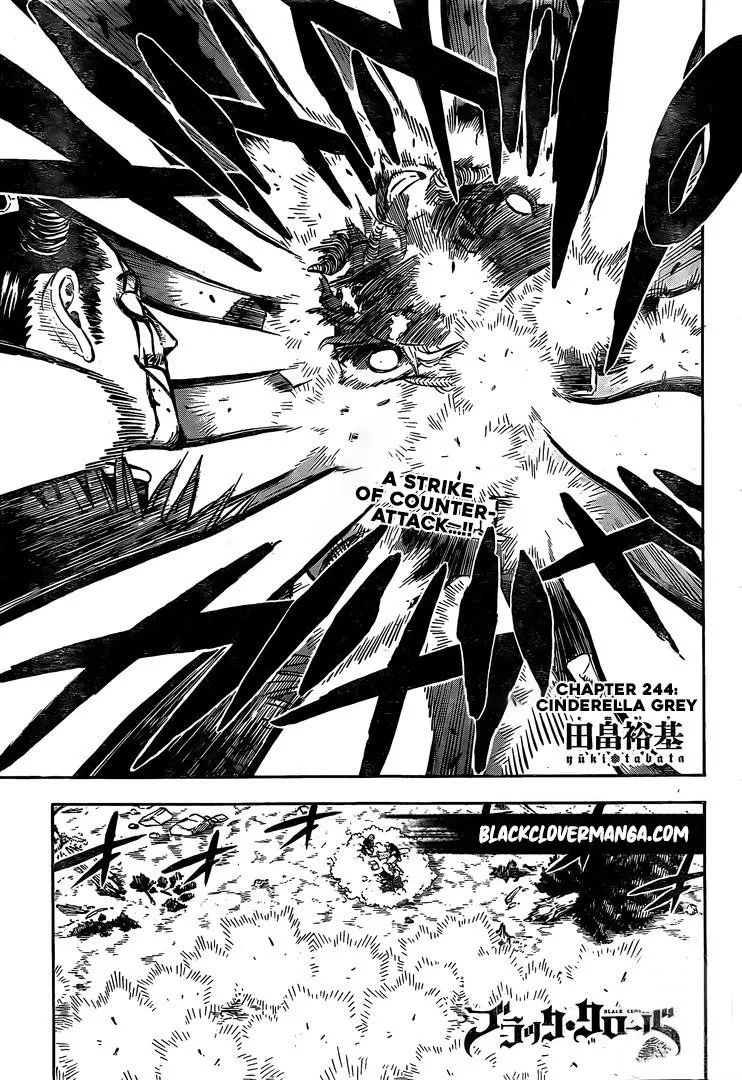 A STRIKE
OF COUNTER-
ATTACK...!!
CHAPTER 244:
CINDERELLA GREY
田畠裕基
yūki tabata
BLACKCLOVERMANGA.COM
ブラック・クローバー